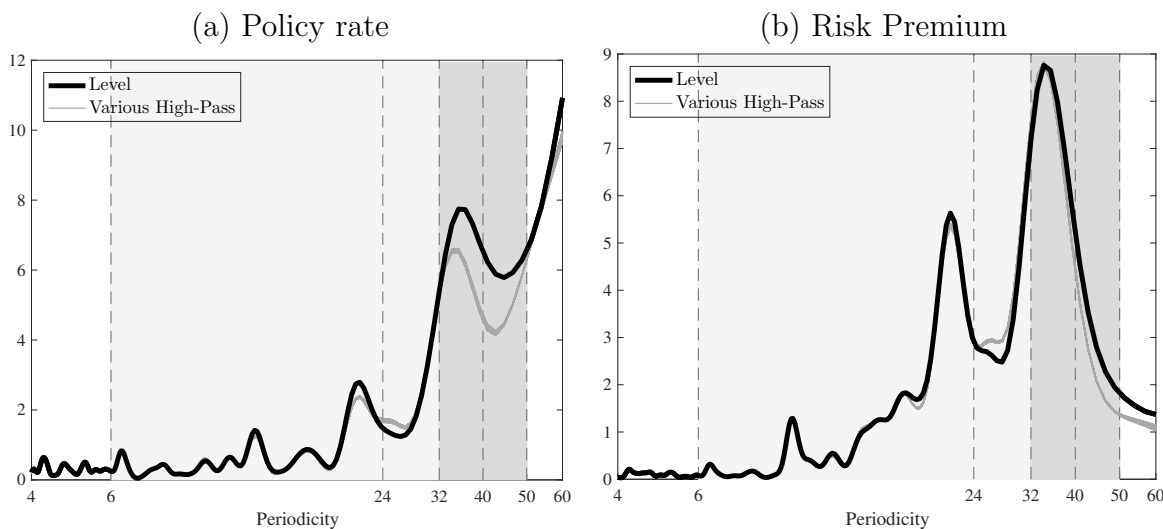 (a) Policy rate
12
10
8
6
4
2
0
Level
Various High-Pass
4 6 24 32 40 50 60
Periodicity
(b) Risk Premium
9
8
7
6
5
4
3
2
1
0
Level
Various High-Pass
4 6 24 32 40 50 60
Periodicity